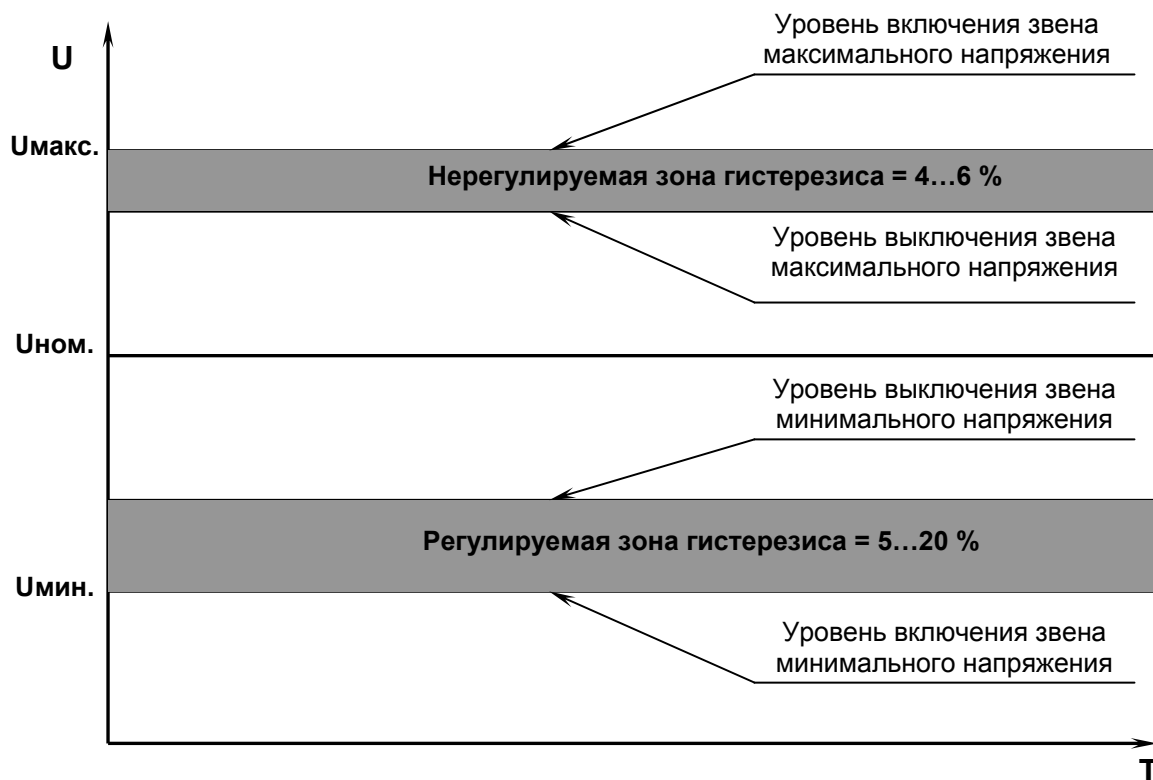 Уровень включения звена
максимального напряжения
U
Uмакс.
Нерегулируемая зона гистерезиса = 4…6 %
Уровень выключения звена
максимального напряжения
Uном.
Уровень выключения звена
минимального напряжения
Регулируемая зона гистерезиса = 5…20 %
Uмин.
Уровень включения звена
минимального напряжения
T